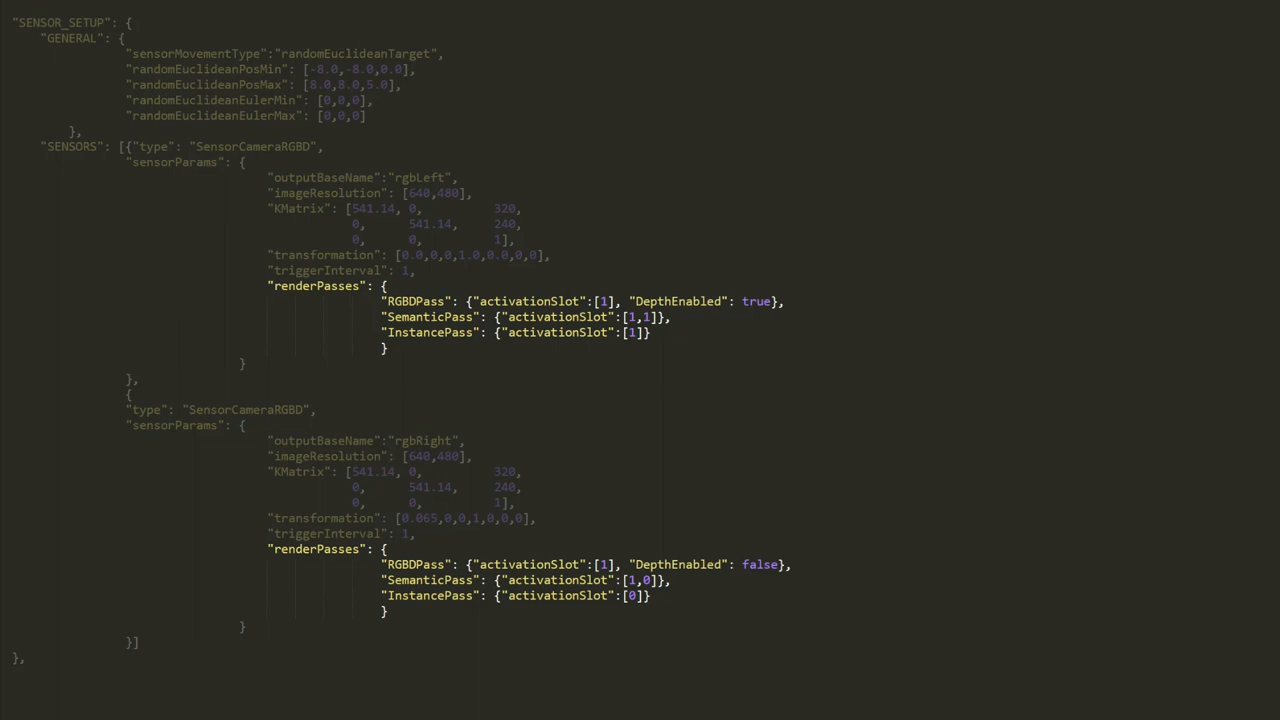 "SENSOR_SETUP": {
"GENERAL": {
"sensorMovementType":"randomEuclideanTarget",
"randomEuclideanPosMin": [-8.0,-8.0,0.0],
"randomEuclideanPosMax": [8.0,8.0,5.0],
"randomEuclideanEulerMin": [0,0,0],
"randomEuclideanEulerMax": [0,0,0]
},
"SENSORS": [{"type": "SensorCameraRGBD",
"sensorParams": {
"outputBaseName":"rgbLeft",
"imageResolution": [640,480],
"KMatrix": [541.14, 0, 320,
0, 541.14, 240,
0, 0, 1],
"transformation": [0.0,0,0,1.0,0.0,0,0],
"triggerInterval": 1,
"renderPasses": {
"RGBDPass": {"activationSlot":[1], "DepthEnabled": true},
"SemanticPass": {"activationSlot":[1,1]},
"InstancePass": {"activationSlot":[1]}
}
}
},
{
"type": "SensorCameraRGBD",
"sensorParams": {
"outputBaseName":"rgbRight",
"imageResolution": [640,480],
"KMatrix": [541.14, 0, 320,
0, 541.14, 240,
0, 0, 1],
"transformation": [0.065,0,0,1,0,0,0],
"triggerInterval": 1,
"renderPasses": {
"RGBDPass": {"activationSlot":[1], "DepthEnabled": false},
"SemanticPass": {"activationSlot":[1,0]},
"InstancePass": {"activationSlot":[0]}
}
}
}]
},